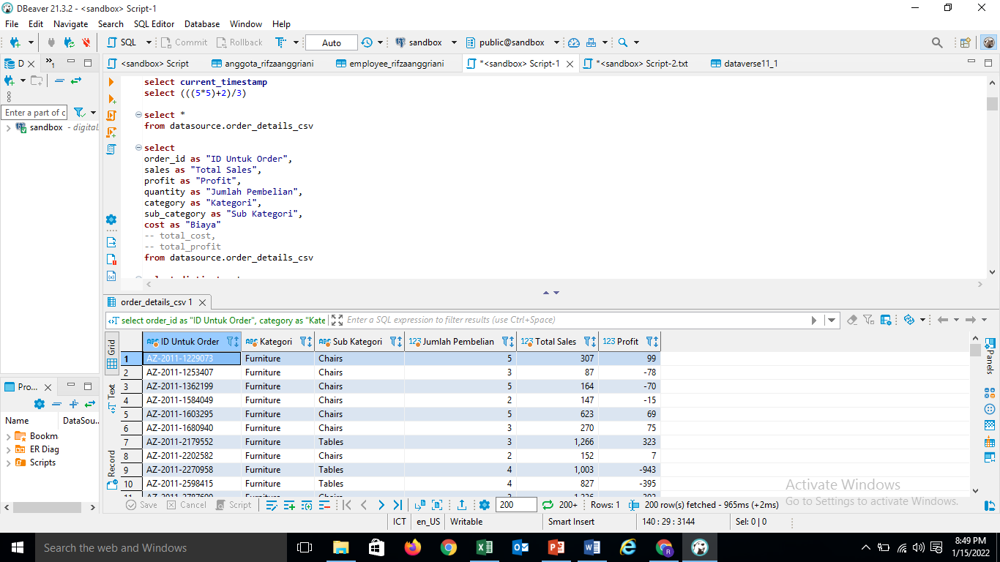 DBeaver 21.3.2 - <sandbox> Script-1
File Edit Navigate Search SQL Editor Database Window Help
SQL Commit Rollback Auto sandbox public@sandbox
D 1 <sandbox> Script anggota_rifzaanggriani employee_rifzaanggriani *<sandbox> Script-1 *<sandbox> Script-2.txt dataverse11_1
Enter a part of c
sandbox - digital
select current_timestamp
select (((5*5)+2)/3)
select *
from datasource.order_details_csv
select
order_id as "ID Untuk Order",
sales as "Total Sales",
profit as "Profit",
quantity as "Jumlah Pembelian",
category as "Kategori",
sub_category as "Sub Kategori",
cost as "Biaya"
-- total_cost,
-- total_profit
from datasource.order_details_csv
order_details_csv 1
select order_id as "ID Untuk Order", category as "Kate Enter a SQL expression to filter results (use Ctrl+Space)
Grid
Text
Record
ABC ID Untuk Order ABC Kategori ABC Sub Kategori 123 Jumlah Pembelian 123 Total Sales 123 Profit
1 AZ-2011-1229073 Furniture Chairs 5 307 99
2 AZ-2011-1253407 Furniture Chairs 3 87 -78
3 AZ-2011-1362199 Furniture Chairs 5 164 -70
4 AZ-2011-1584049 Furniture Chairs 2 147 -15
5 AZ-2011-1603295 Furniture Chairs 5 623 69
6 AZ-2011-1680940 Furniture Chairs 3 270 75
7 AZ-2011-2179552 Furniture Tables 3 1,266 323
8 AZ-2011-2202582 Furniture Chairs 2 152 7
9 AZ-2011-2270958 Furniture Tables 4 1,003 -943
10 AZ-2011-2598415 Furniture Tables 4 827 -395
Panels
Pro...
Name DataSou..
Bookm
ER Diag
Scripts
Activate Windows
Go to Settings to activate Windows.
Save Cancel Script 200 200+ Rows: 1 200 row(s) fetched - 965ms (+2ms)
ICT en_US Writable Smart Insert 140 : 29 : 3144 Sel: 0 | 0
Search the web and Windows
8:49 PM
1/15/2022